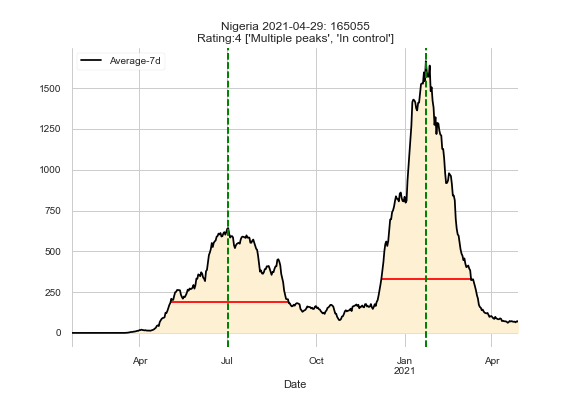 Nigeria 2021-04-29: 165055
Rating:4 ['Multiple peaks', 'In control']
Average-7d
1500
1250
1000
750
500
250
0
Apr
Jul
Oct
Jan
2021
Apr
Date